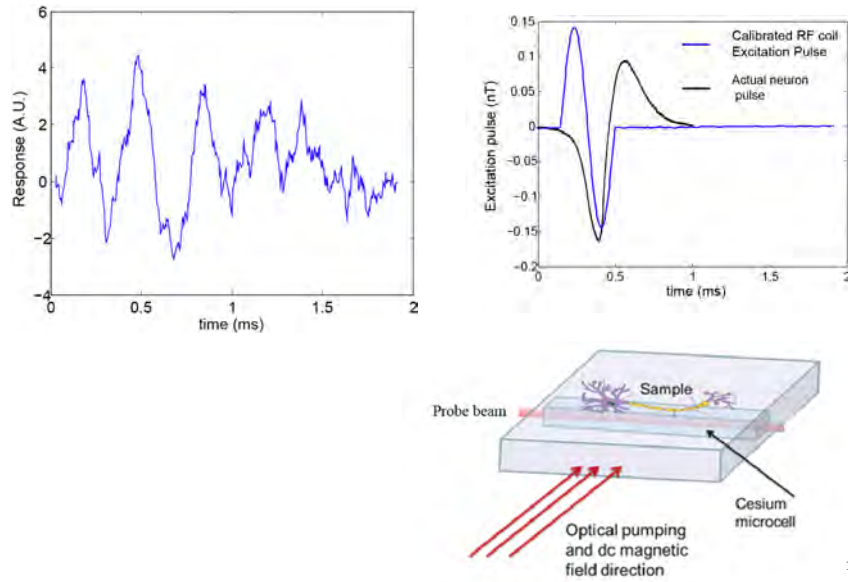 6
4
2
0
−2
−4
Response (A.U.)
0
0.5
1
1.5
2
time (ms)
0.15
0.1
0.05
0
−0.05
−0.1
−0.15
−0.2
Excitation pulse (nT)
Calibrated RF coil
Excitation Pulse
Actual neuron
pulse
0
0.5
1
1.5
2
time (ms)
Sample
Probe beam
Cesium
microcell
Optical pumping
and dc magnetic
field direction